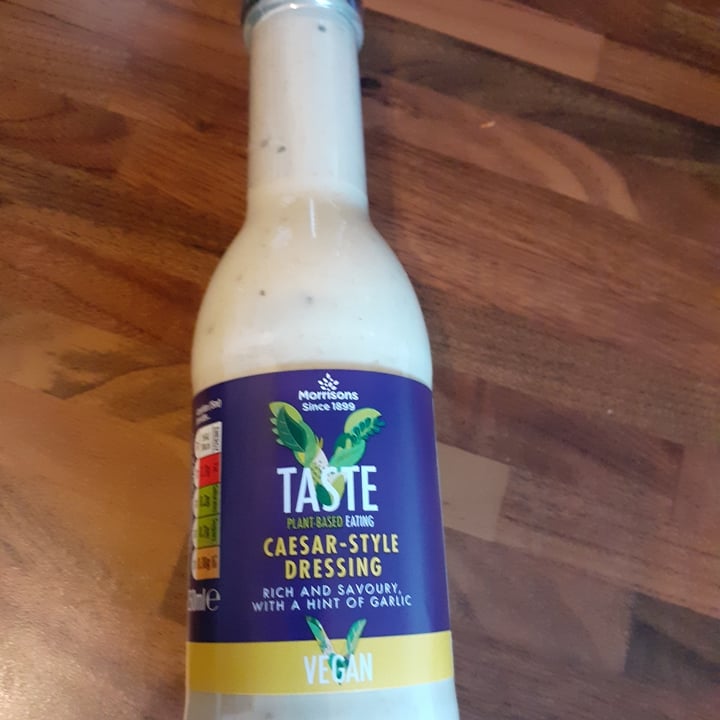 Morrisons
Since 1899
TASTE
PLANT-BASED EATING
CAESAR-STYLE
DRESSING
RICH AND SAVOURY,
WITH A HINT OF GARLIC
VEGAN